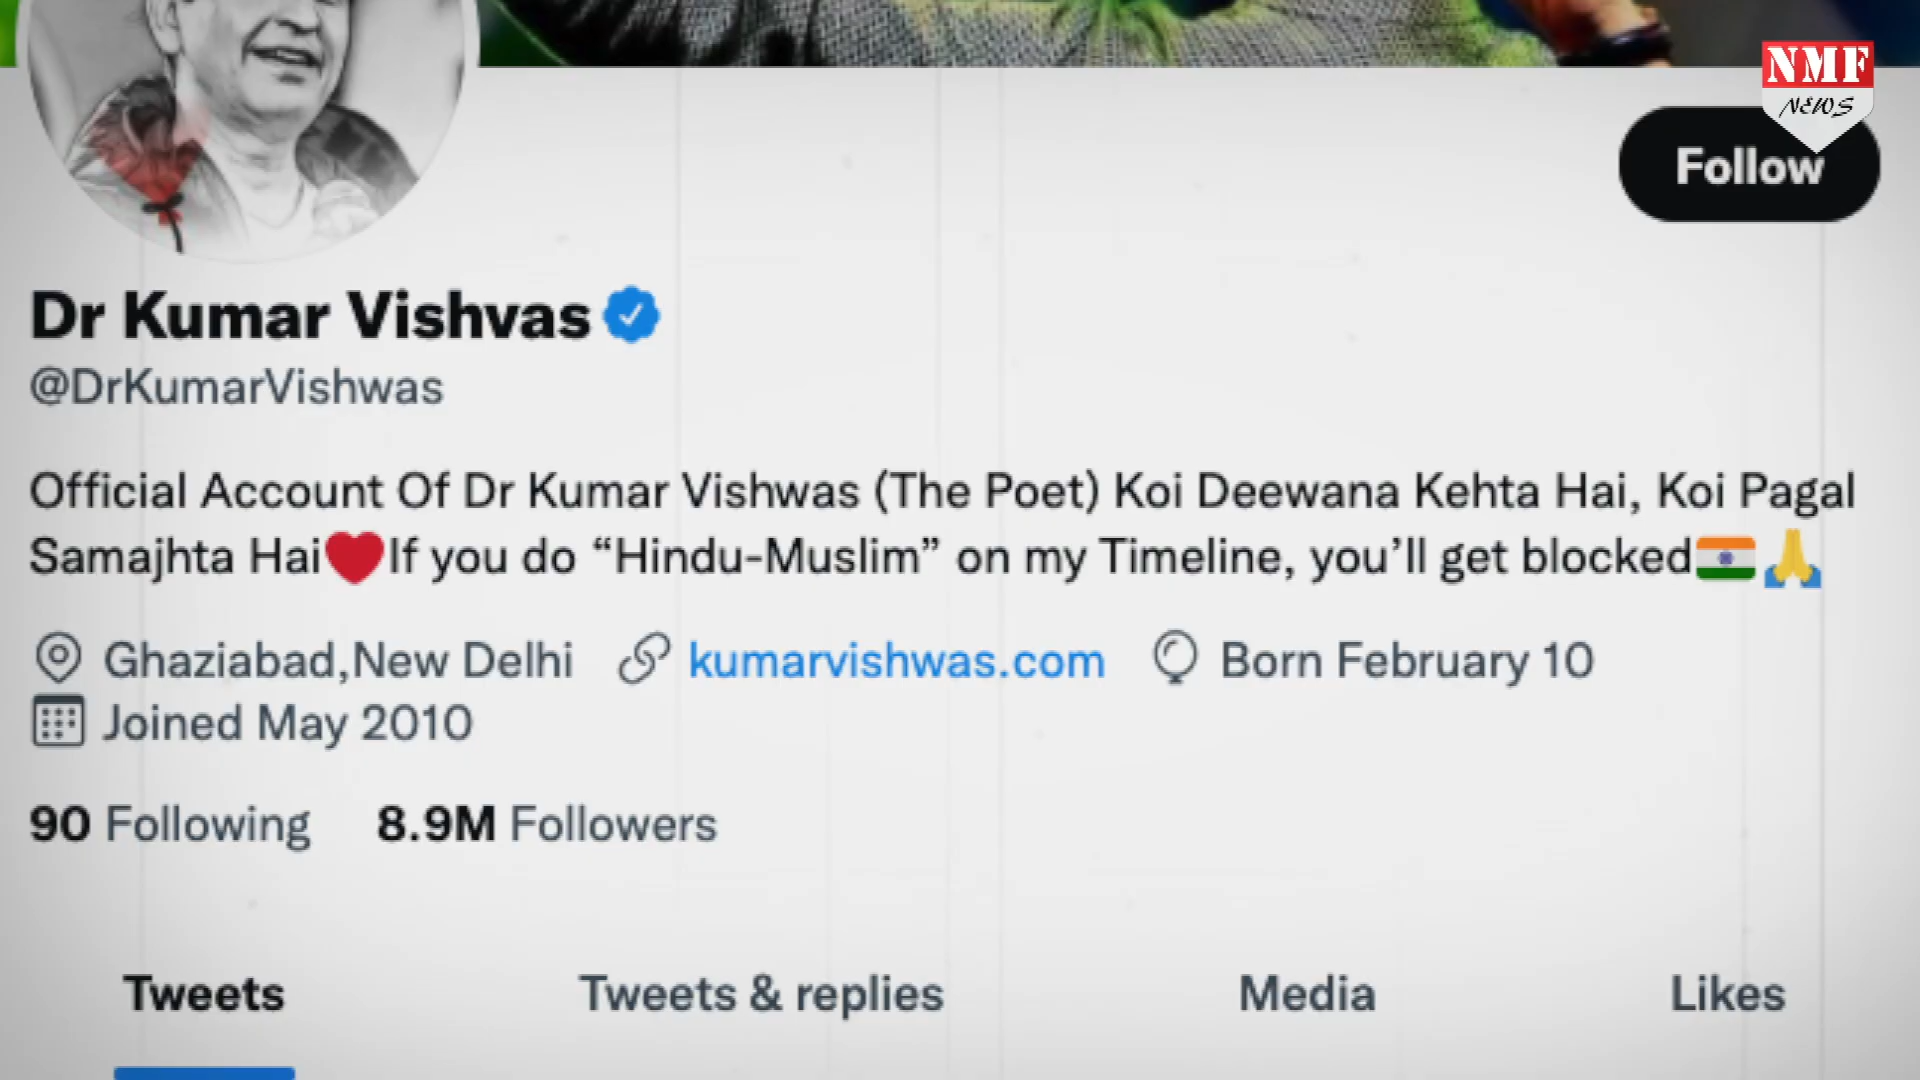 NMF
NEWS
Follow
Dr Kumar Vishvas
@DrKumarVishwas
Official Account Of Dr Kumar Vishwas (The Poet) Koi Deewana Kehta Hai, Koi Pagal
Samajhta Hai❤️If you do “Hindu-Muslim” on my Timeline, you’ll get blocked🇮🇳🙏
Ghaziabad,New Delhi kumarvishwas.com Born February 10
Joined May 2010
90 Following 8.9M Followers
Tweets Tweets & replies Media Likes